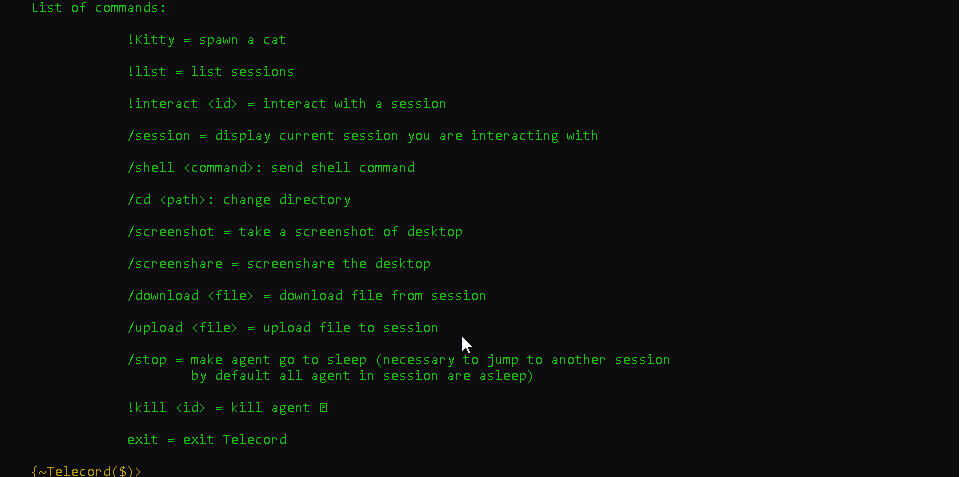 List of commands:
!Kitty = spawn a cat
!list = list sessions
!interact <id> = interact with a session
/session = display current session you are interacting with
/shell <command>: send shell command
/cd <path>: change directory
/screenshot = take a screenshot of desktop
/screenshare = screenshare the desktop
/download <file> = download file from session
/upload <file> = upload file to session
/stop = make agent go to sleep (necessary to jump to another session
by default all agent in session are asleep)
!kill <id> = kill agent
exit = exit Telecord
{~Telecord($)>